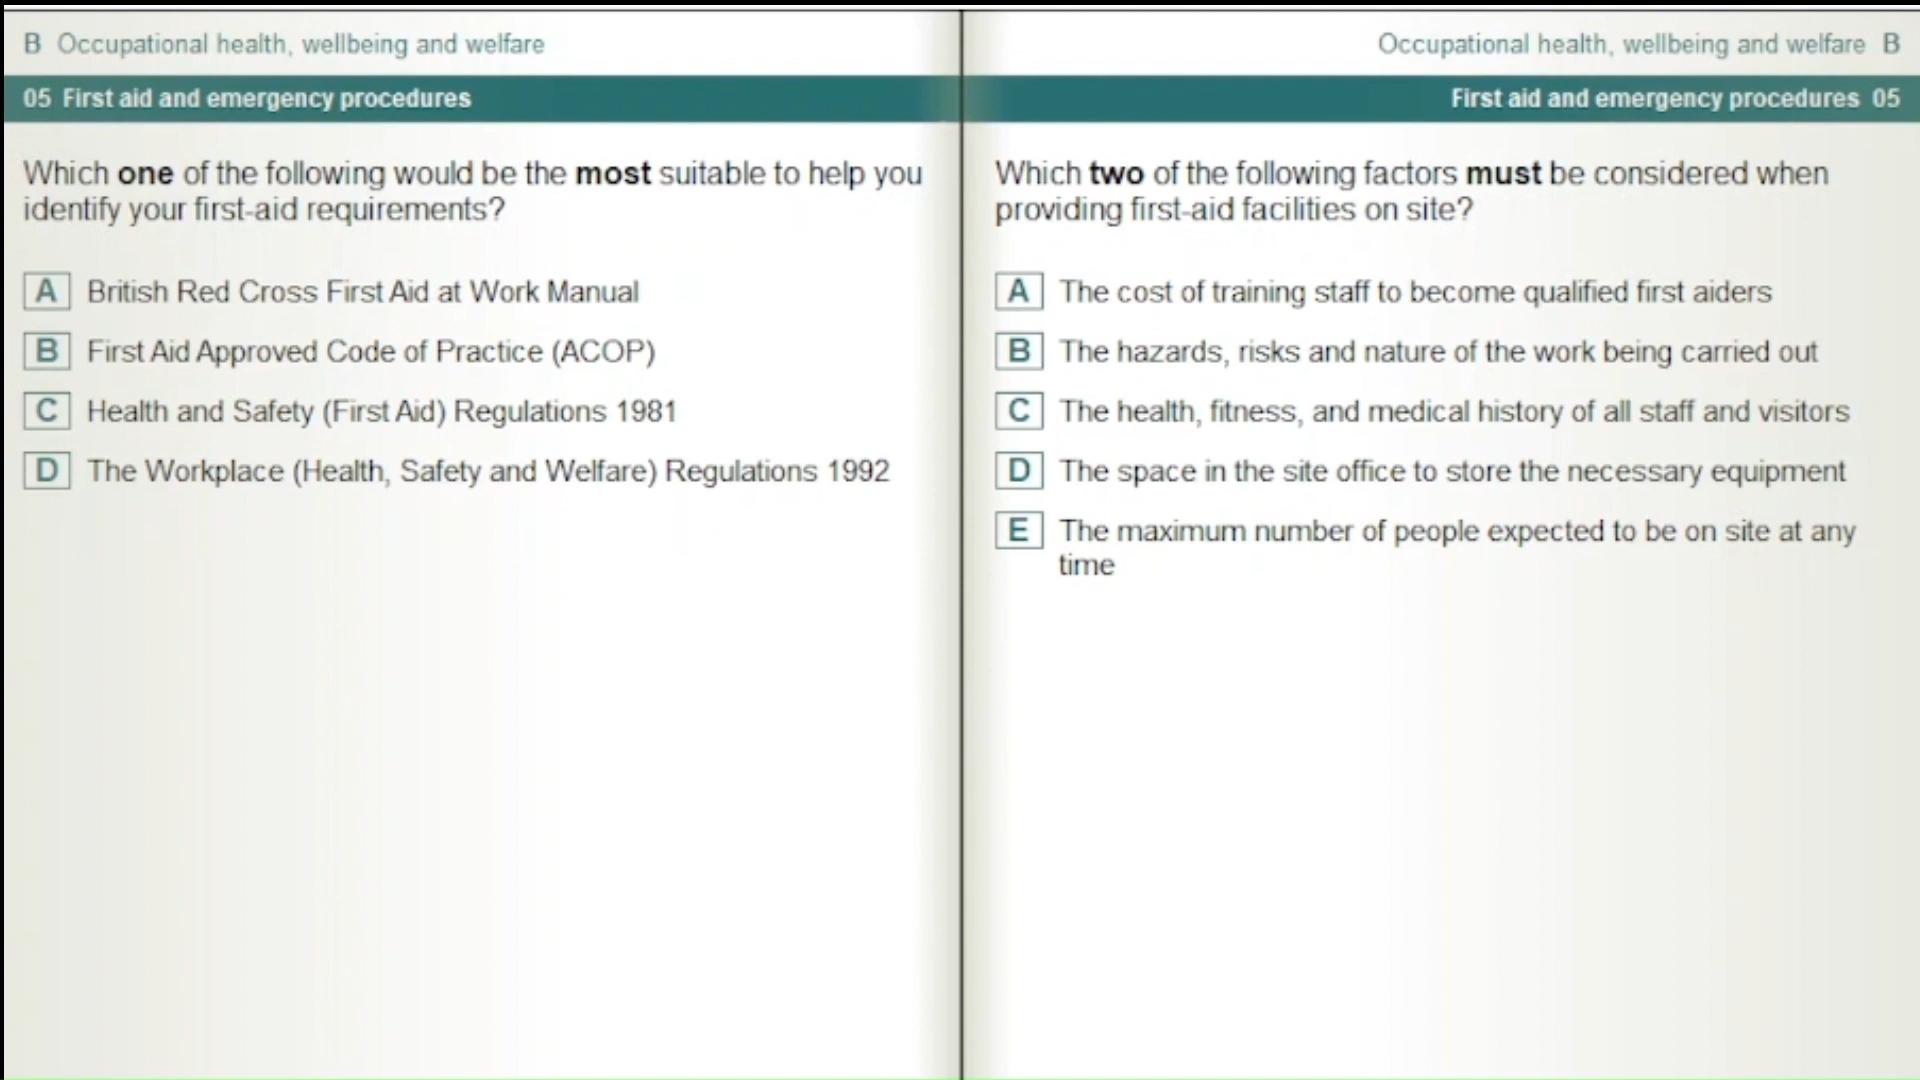 B Occupational health, wellbeing and welfare
05 First aid and emergency procedures
Which one of the following would be the most suitable to help you
identify your first-aid requirements?
A British Red Cross First Aid at Work Manual
B First Aid Approved Code of Practice (ACOP)
C Health and Safety (First Aid) Regulations 1981
D The Workplace (Health, Safety and Welfare) Regulations 1992
Occupational health, wellbeing and welfare B
First aid and emergency procedures 05
Which two of the following factors must be considered when
providing first-aid facilities on site?
A The cost of training staff to become qualified first aiders
B The hazards, risks and nature of the work being carried out
C The health, fitness, and medical history of all staff and visitors
D The space in the site office to store the necessary equipment
E The maximum number of people expected to be on site at any
time